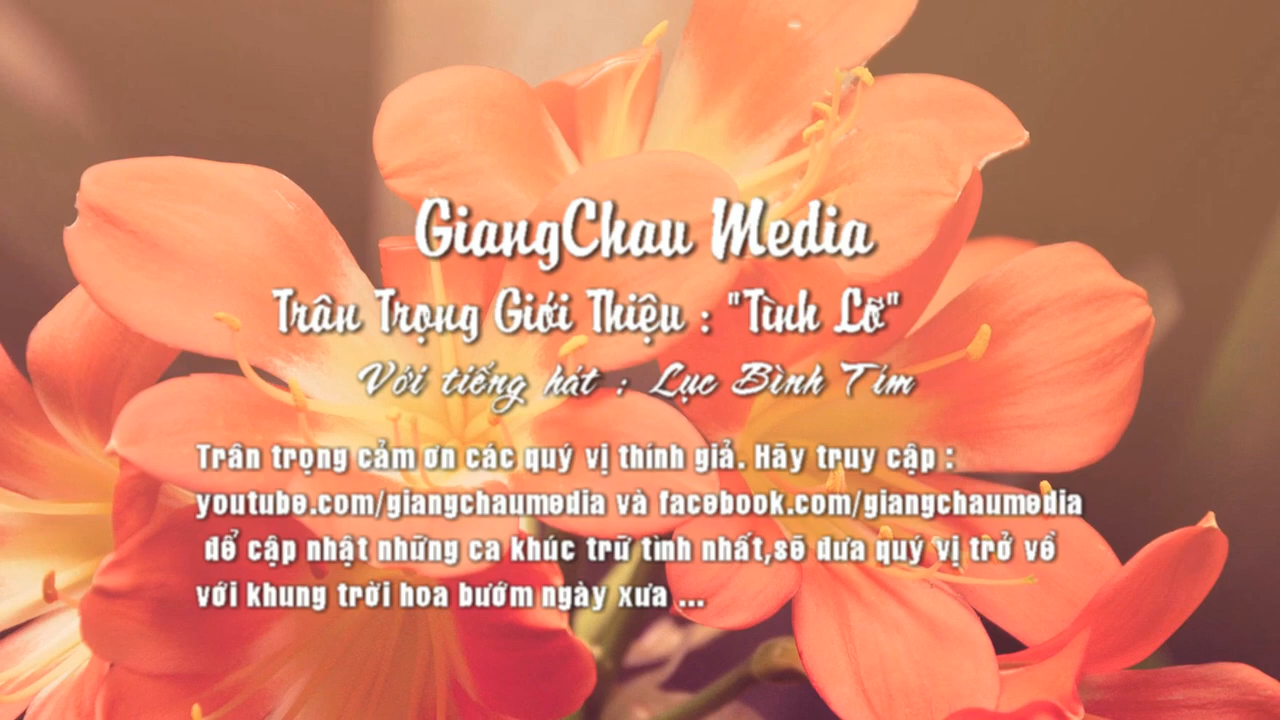 GiangChau Media
Trân Trọng Giới Thiệu : "Tình Lỡ"
Với tiếng hát : Lục Bình Tím
Trân trọng cảm ơn các quý vị thính giả. Hãy truy cập :
youtube.com/giangchaumedia và facebook.com/giangchaumedia
để cập nhật những ca khúc trữ tình nhất,sẽ đưa quý vị trở về
với khung trời hoa bướm ngày xưa ...